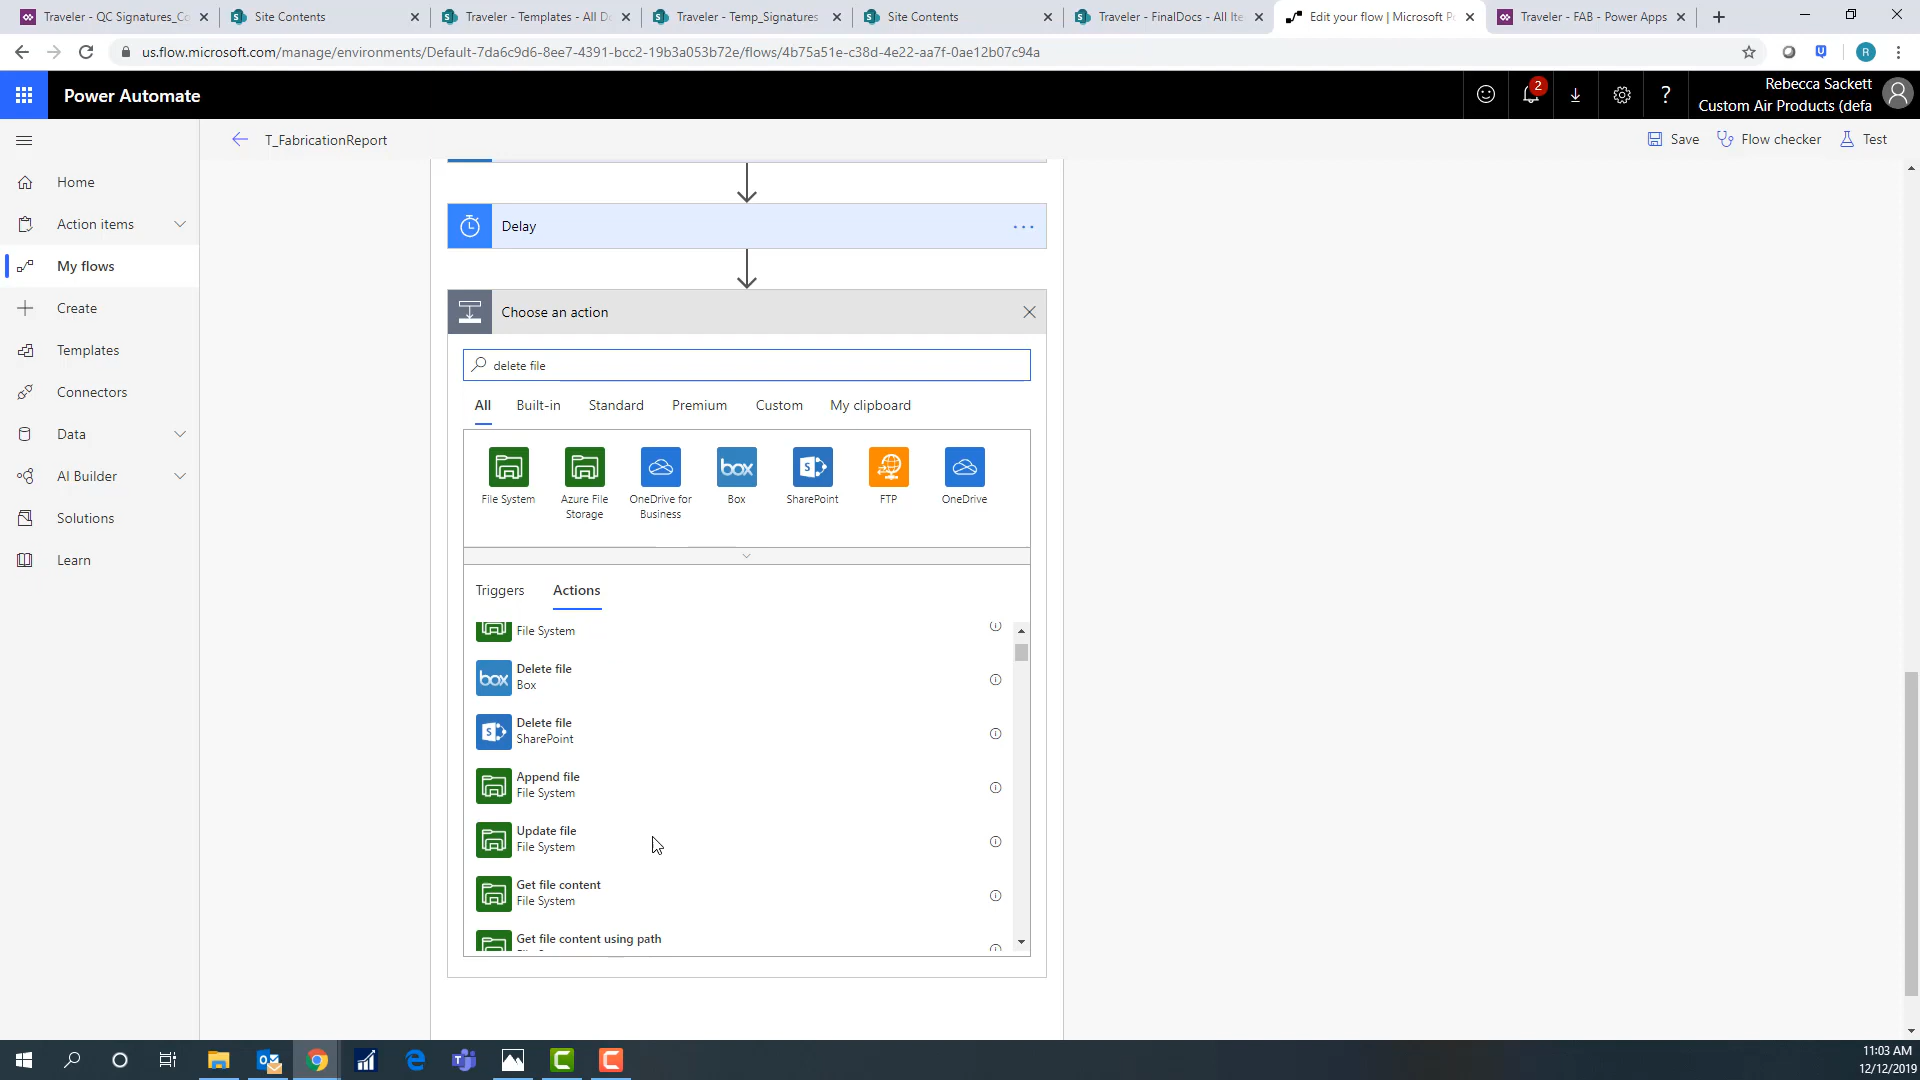 Traveler - QC Signatures_Co
Site Contents
Traveler - Templates - All D
Traveler - Temp_Signatures
Site Contents
Traveler - FinalDocs - All Ite
Edit your flow | Microsoft P
Traveler - FAB - Power Apps
us.flow.microsoft.com/manage/environments/Default-7da6c9d6-8ee7-4391-bcc2-19b3a053b72e/flows/4b75a51e-c38d-4e22-aa7f-0ae12b07c94a
R
Power Automate
2
?
Rebecca Sackett
Custom Air Products (defa
T_FabricationReport
Save
Flow checker
Test
Home
Action items
My flows
Create
Templates
Connectors
Data
AI Builder
Solutions
Learn
Delay
Choose an action
delete file
All
Built-in
Standard
Premium
Custom
My clipboard
File System
Azure File
Storage
OneDrive for
Business
box
Box
SharePoint
FTP
OneDrive
Triggers
Actions
File System
box
Delete file
Box
Delete file
SharePoint
Append file
File System
Update file
File System
Get file content
File System
Get file content using path
11:03 AM
12/12/2019